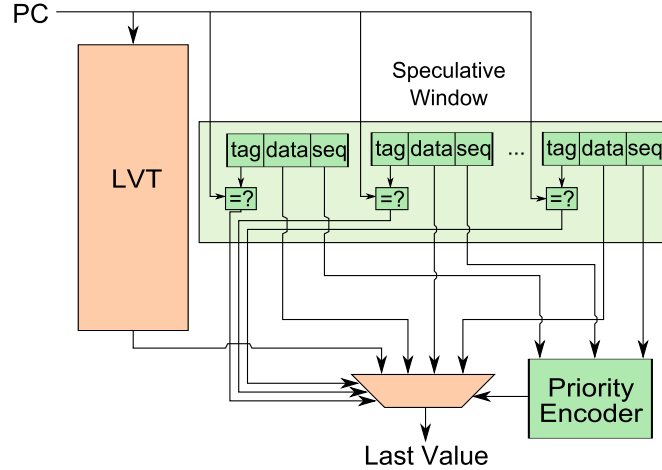 PC
Speculative
Window
LVT
tag data seq tag data seq ... tag data seq
=? =? =?
Priority
Encoder
Last Value